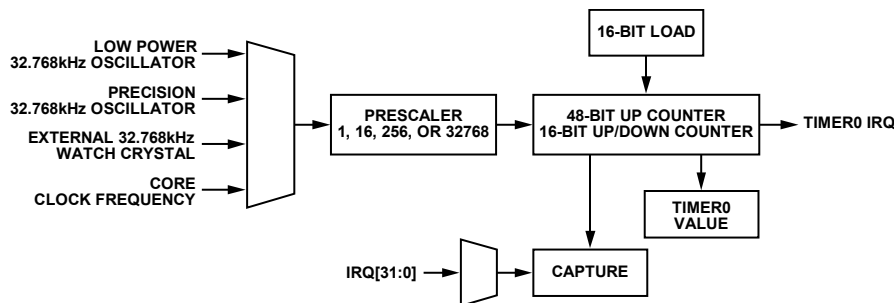 16-BIT LOAD
LOW POWER
32.768kHz OSCILLATOR
PRECISION
32.768kHz OSCILLATOR
EXTERNAL 32.768kHz
WATCH CRYSTAL
CORE
CLOCK FREQUENCY
PRESCALER
1, 16, 256, OR 32768
48-BIT UP COUNTER
16-BIT UP/DOWN COUNTER
TIMER0 IRQ
TIMER0
VALUE
IRQ[31:0]
CAPTURE